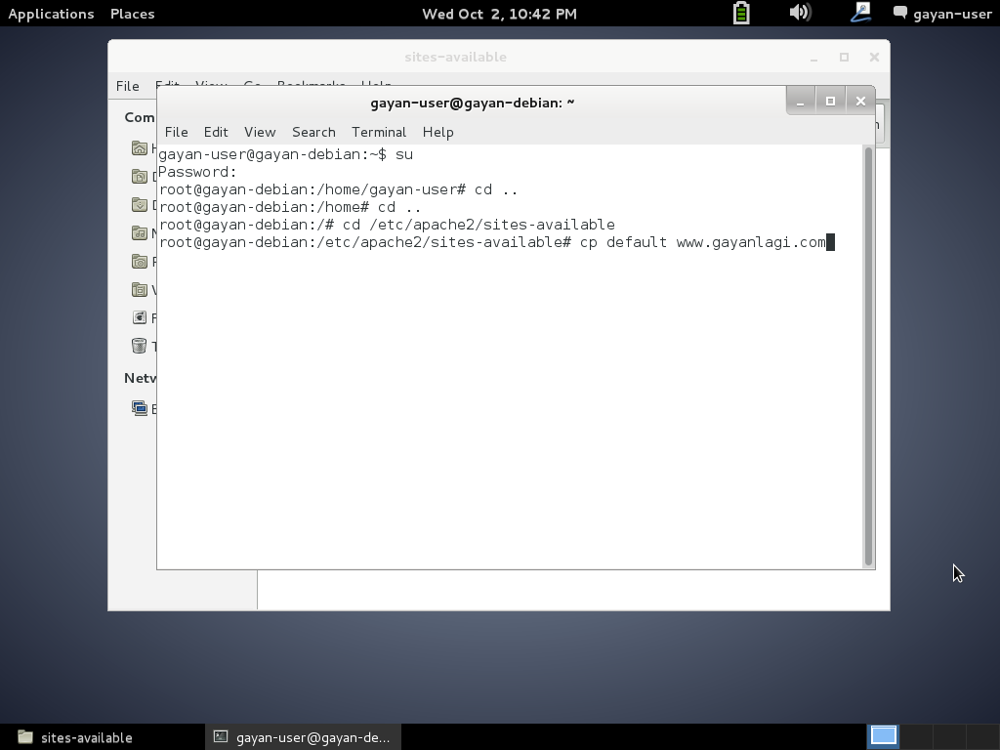 Applications Places Wed Oct 2, 10:42 PM gayan-user
sites-available
File Edit View Go Bookmarks Help
gayan-user@gayan-debian: ~
File Edit View Search Terminal Help
gayan-user@gayan-debian:~$ su
Password:
root@gayan-debian:/home/gayan-user# cd ..
root@gayan-debian:/home# cd ..
root@gayan-debian:/# cd /etc/apache2/sites-available
root@gayan-debian:/etc/apache2/sites-available# cp default www.gayanlagi.com
Com
Netw
sites-available gayan-user@gayan-de...